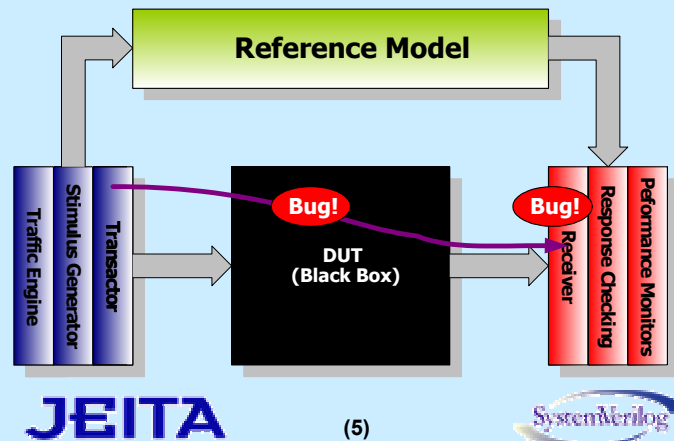 Reference Model
Traffic Engine
Stimulus Generator
Transactor
Bug!
DUT
(Black Box)
Bug!
Receiver
Response Checking
Peformance Monitors
JEITA
(5)
SystemVerilog